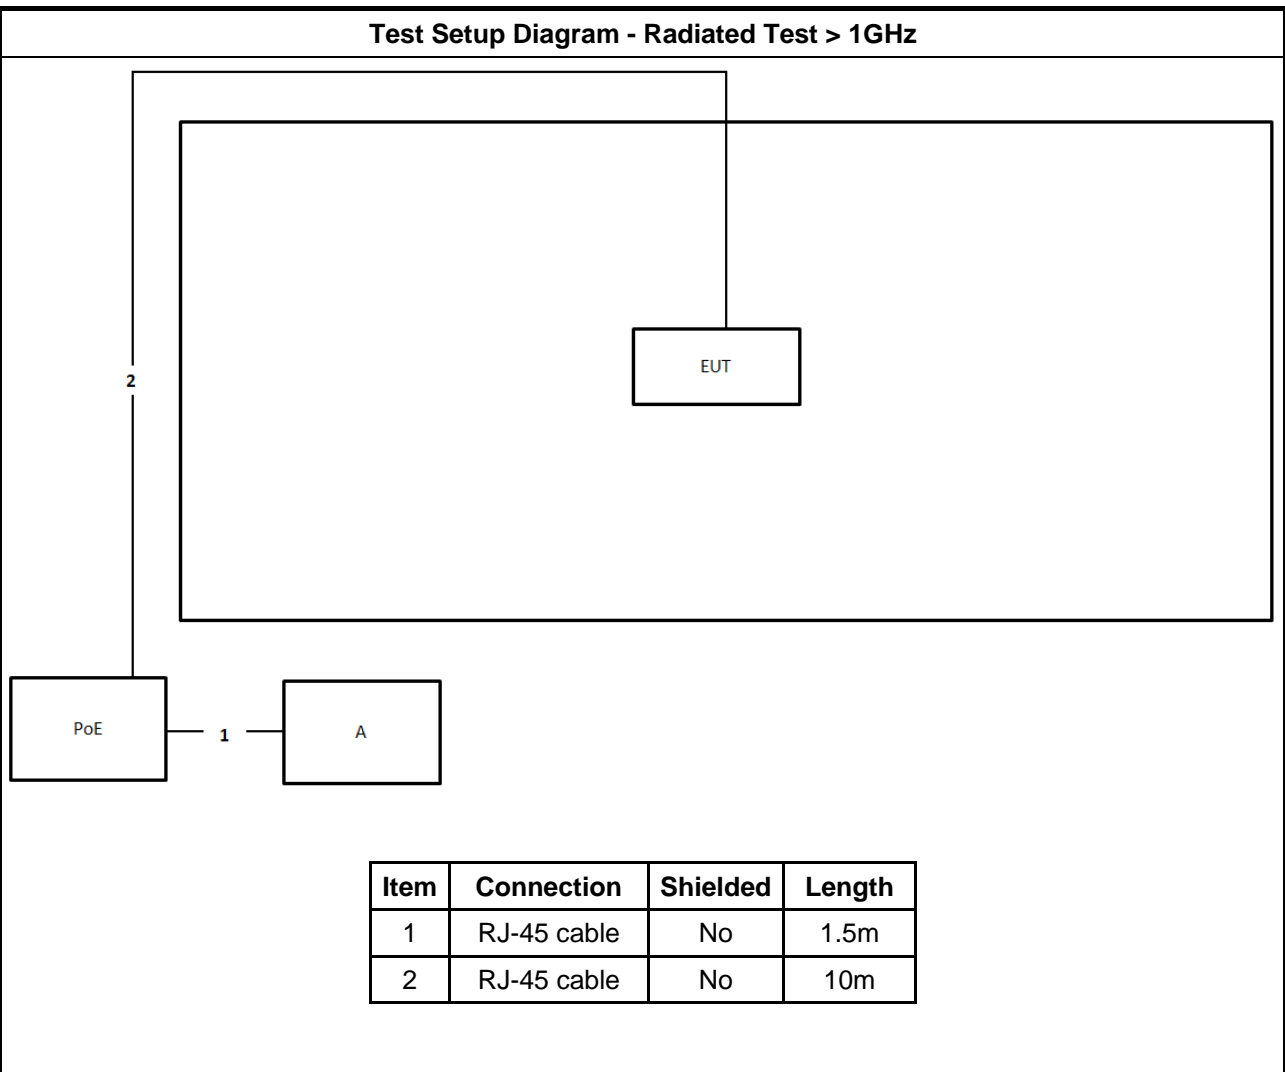 Test Setup Diagram - Radiated Test > 1GHz
EUT
2
PoE
1
A
Item Connection Shielded Length
1 RJ-45 cable No 1.5m
2 RJ-45 cable No 10m